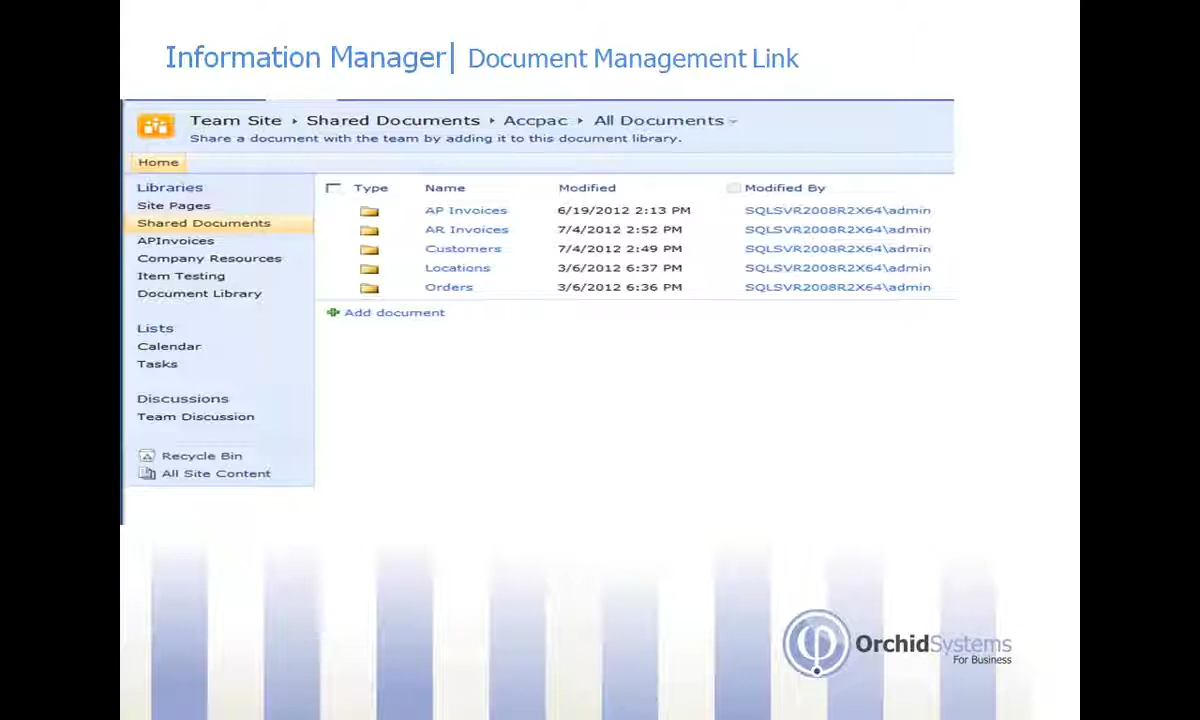 Information Manager| Document Management Link
Team Site ▸ Shared Documents ▸ Accpac ▸ All Documents
Share a document with the team by adding it to this document library.
Home
Libraries
Site Pages
Shared Documents
APInvoices
Company Resources
Item Testing
Document Library
Lists
Calendar
Tasks
Discussions
Team Discussion
Recycle Bin
All Site Content
Type Name Modified Modified By
AP Invoices 6/19/2012 2:13 PM SQLSVR2008R2X64\admin
AR Invoices 7/4/2012 2:52 PM SQLSVR2008R2X64\admin
Customers 7/4/2012 2:49 PM SQLSVR2008R2X64\admin
Locations 3/6/2012 6:37 PM SQLSVR2008R2X64\admin
Orders 3/6/2012 6:36 PM SQLSVR2008R2X64\admin
Add document
OrchidSystems
For Business